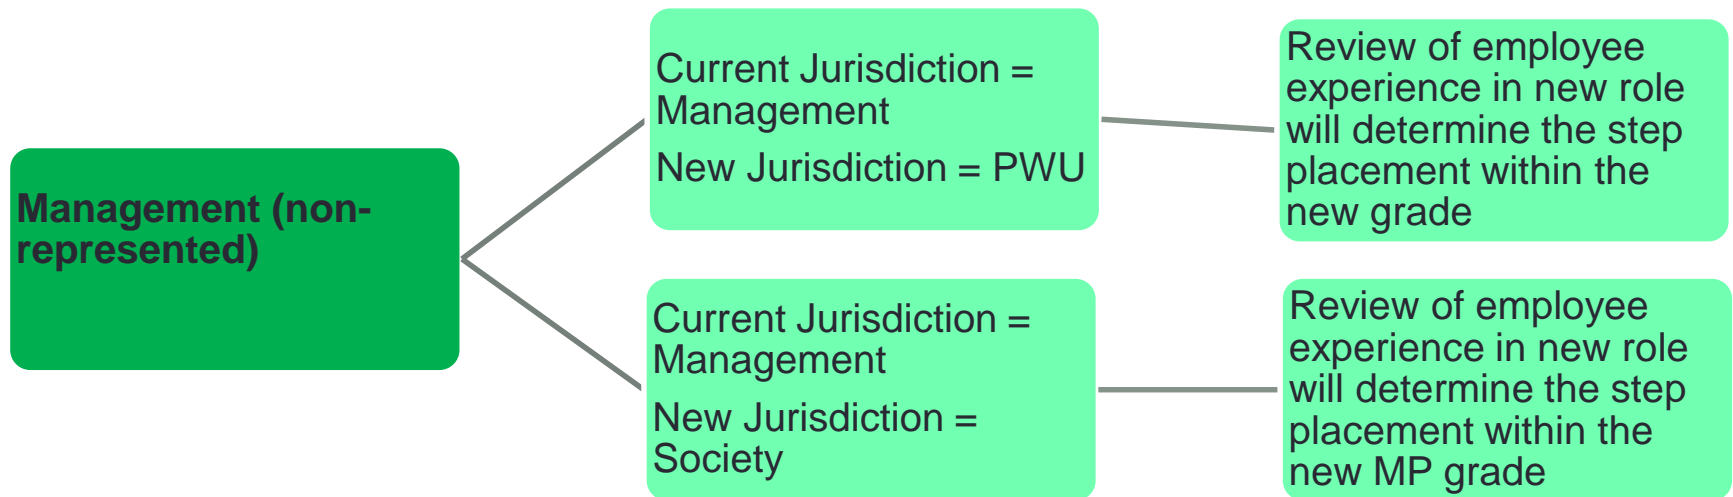 Management (non-
represented)
Current Jurisdiction =
Management
New Jurisdiction = PWU
Review of employee
experience in new role
will determine the step
placement within the
new grade
Current Jurisdiction =
Management
New Jurisdiction =
Society
Review of employee
experience in new role
will determine the step
placement within the
new MP grade